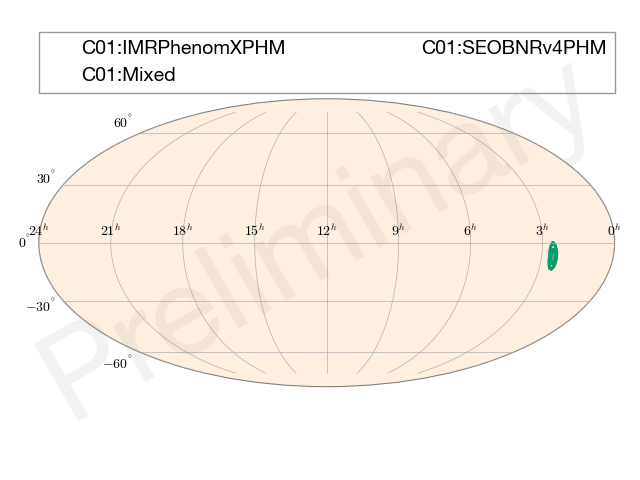 C01:IMRPhenomXPHM C01:SEOBNRv4PHM
C01:Mixed
60°
30°
0° 24h 21h 18h 15h 12h 9h 6h 3h 0h
−30°
−60°
Preliminary